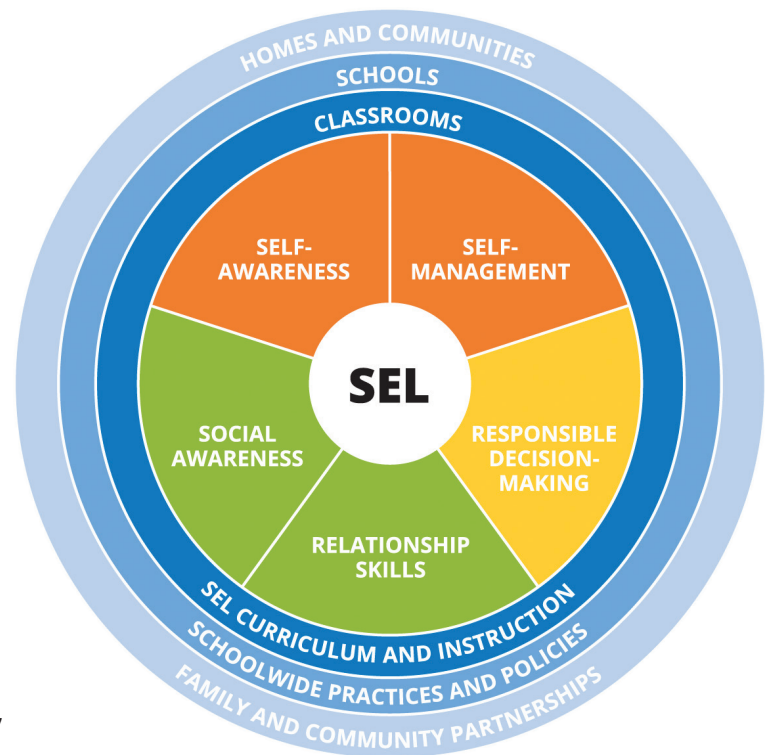 HOMES AND COMMUNITIES
SCHOOLS
CLASSROOMS
SELF-
AWARENESS
SELF-
MANAGEMENT
SEL
SOCIAL
AWARENESS
RESPONSIBLE
DECISION-
MAKING
RELATIONSHIP
SKILLS
SEL CURRICULUM AND INSTRUCTION
SCHOOLWIDE PRACTICES AND POLICIES
FAMILY AND COMMUNITY PARTNERSHIPS